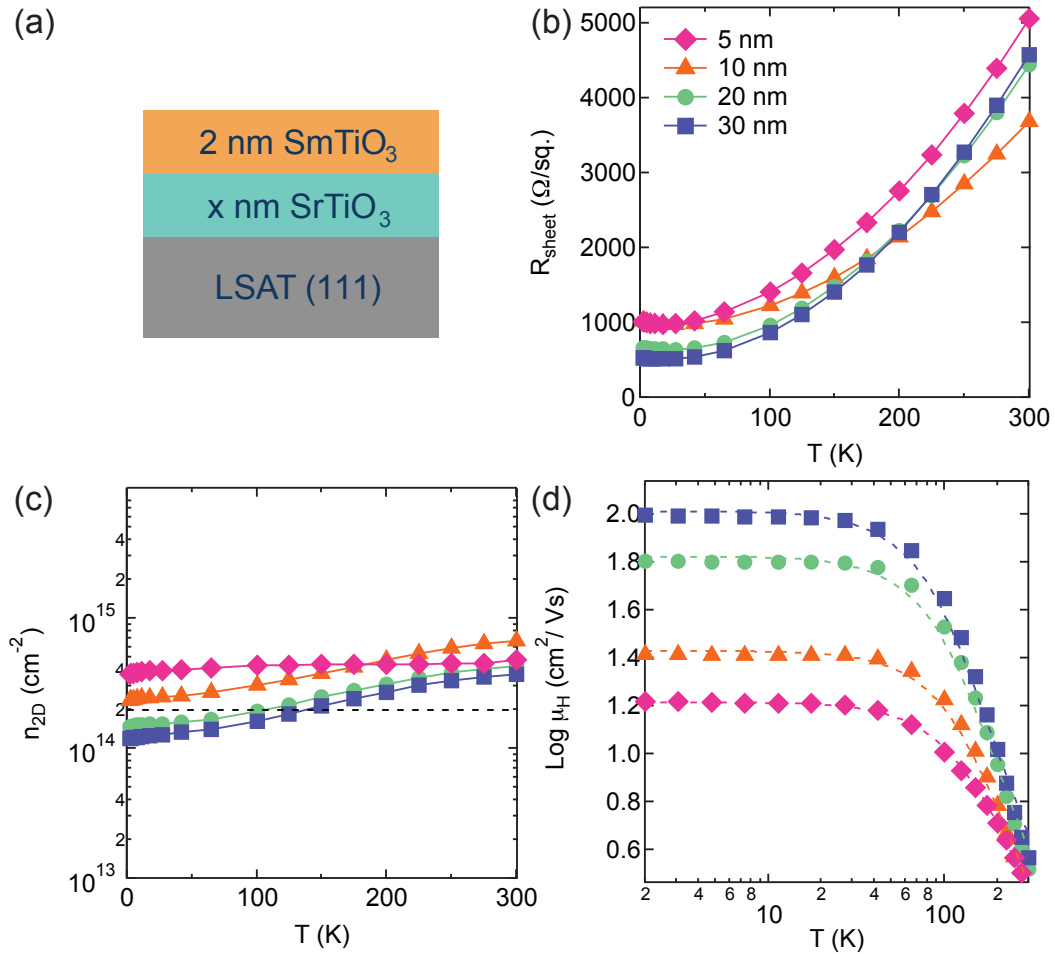 (a)
2 nm SmTiO3
x nm SrTiO3
LSAT (111)
(b)
5 nm
10 nm
20 nm
30 nm
5000
4000
3000
2000
1000
0
Rsheet (Ω/sq.)
0 100 200 300
T (K)
(c)
4
2
10^15
4
2
10^14
4
2
10^13
n2D (cm^-2)
0 100 200 300
T (K)
(d)
2.0
1.8
1.6
1.4
1.2
1.0
0.8
0.6
Log μH (cm^2/ Vs)
2 4 6 8 10 2 4 6 8 100 2
T (K)